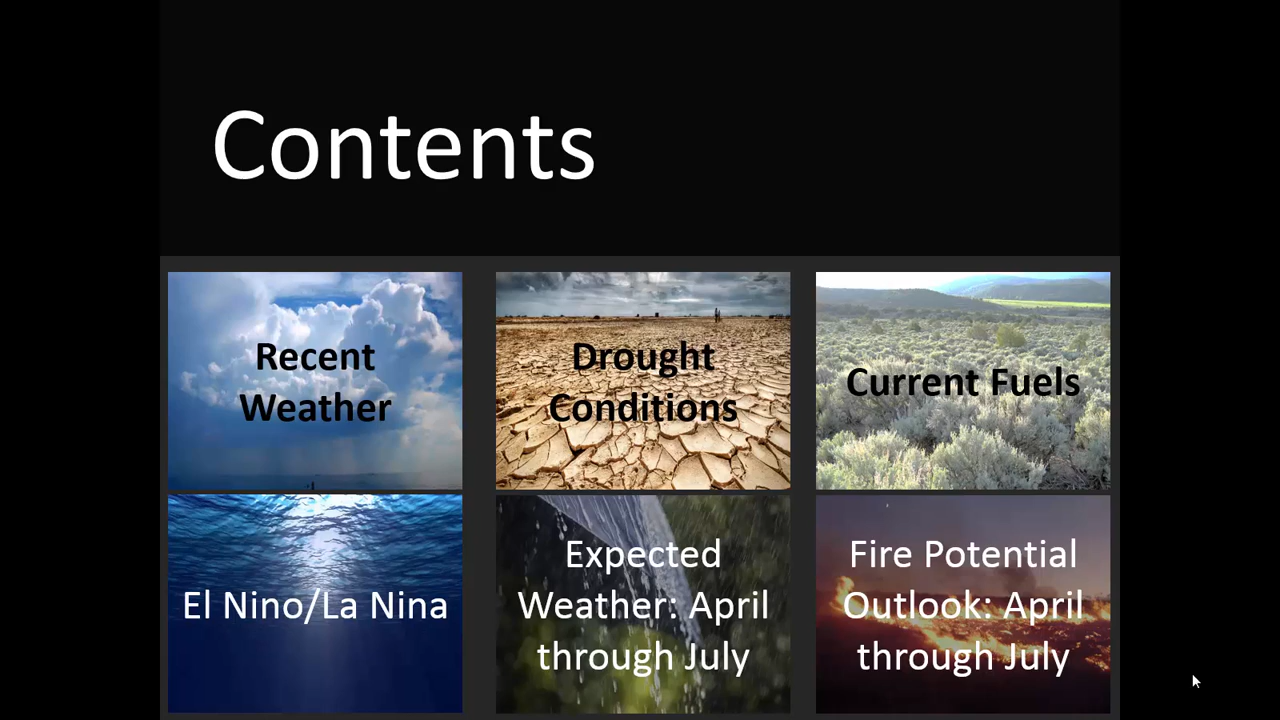 Contents
Recent
Weather
Drought
Conditions
Current Fuels
El Nino/La Nina
Expected
Weather: April
through July
Fire Potential
Outlook: April
through July